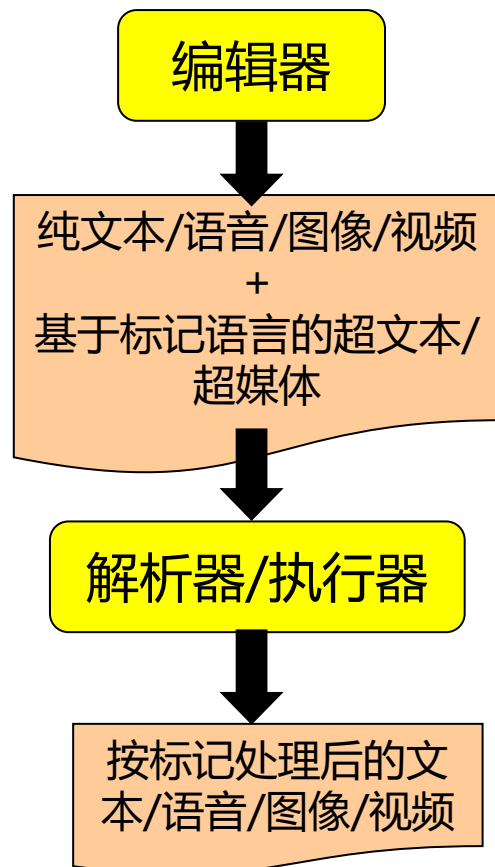 编辑器
纯文本/语音/图像/视频
+
基于标记语言的超文本/
超媒体
解析器/执行器
按标记处理后的文
本/语音/图像/视频